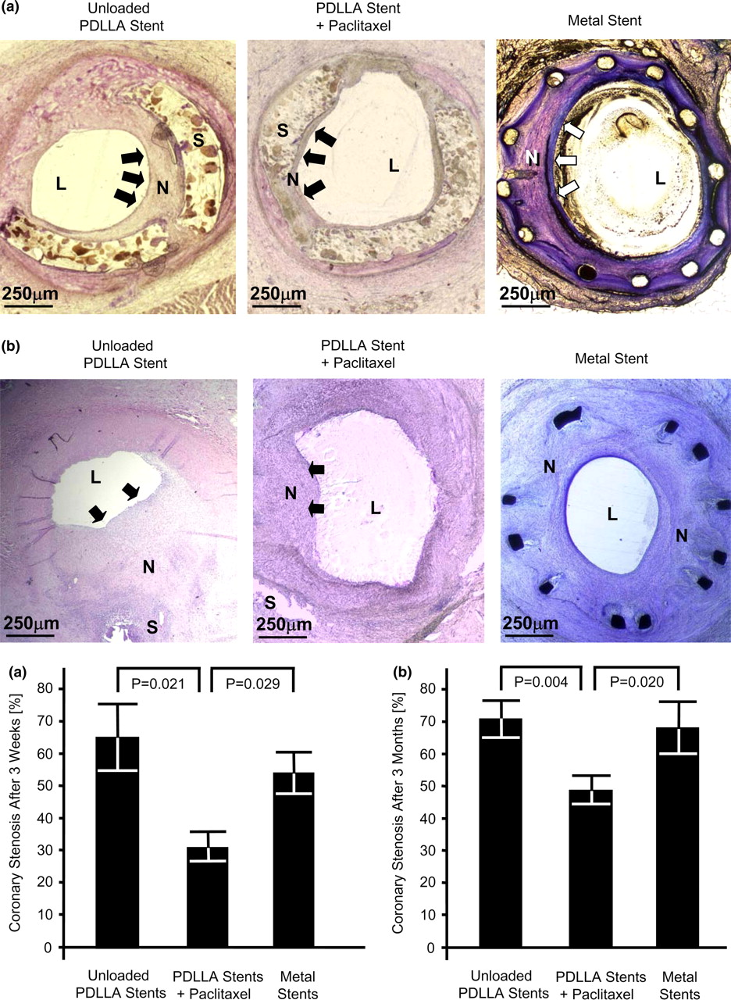 (a)
Unloaded
PDLLA Stent
PDLLA Stent
+ Paclitaxel
Metal Stent
S
L
N
250μm
S
N
L
250μm
N
L
250μm
(b)
Unloaded
PDLLA Stent
PDLLA Stent
+ Paclitaxel
Metal Stent
L
N
S
250μm
N
L
S
250μm
N
L
N
250μm
(a)
Coronary Stenosis After 3 Weeks [%]
80
70
60
50
40
30
20
10
0
P=0.021
P=0.029
Unloaded
PDLLA Stents
PDLLA Stents
+ Paclitaxel
Metal
Stents
(b)
Coronary Stenosis After 3 Months [%]
80
70
60
50
40
30
20
10
0
P=0.004
P=0.020
Unloaded
PDLLA Stents
PDLLA Stents
+ Paclitaxel
Metal
Stents